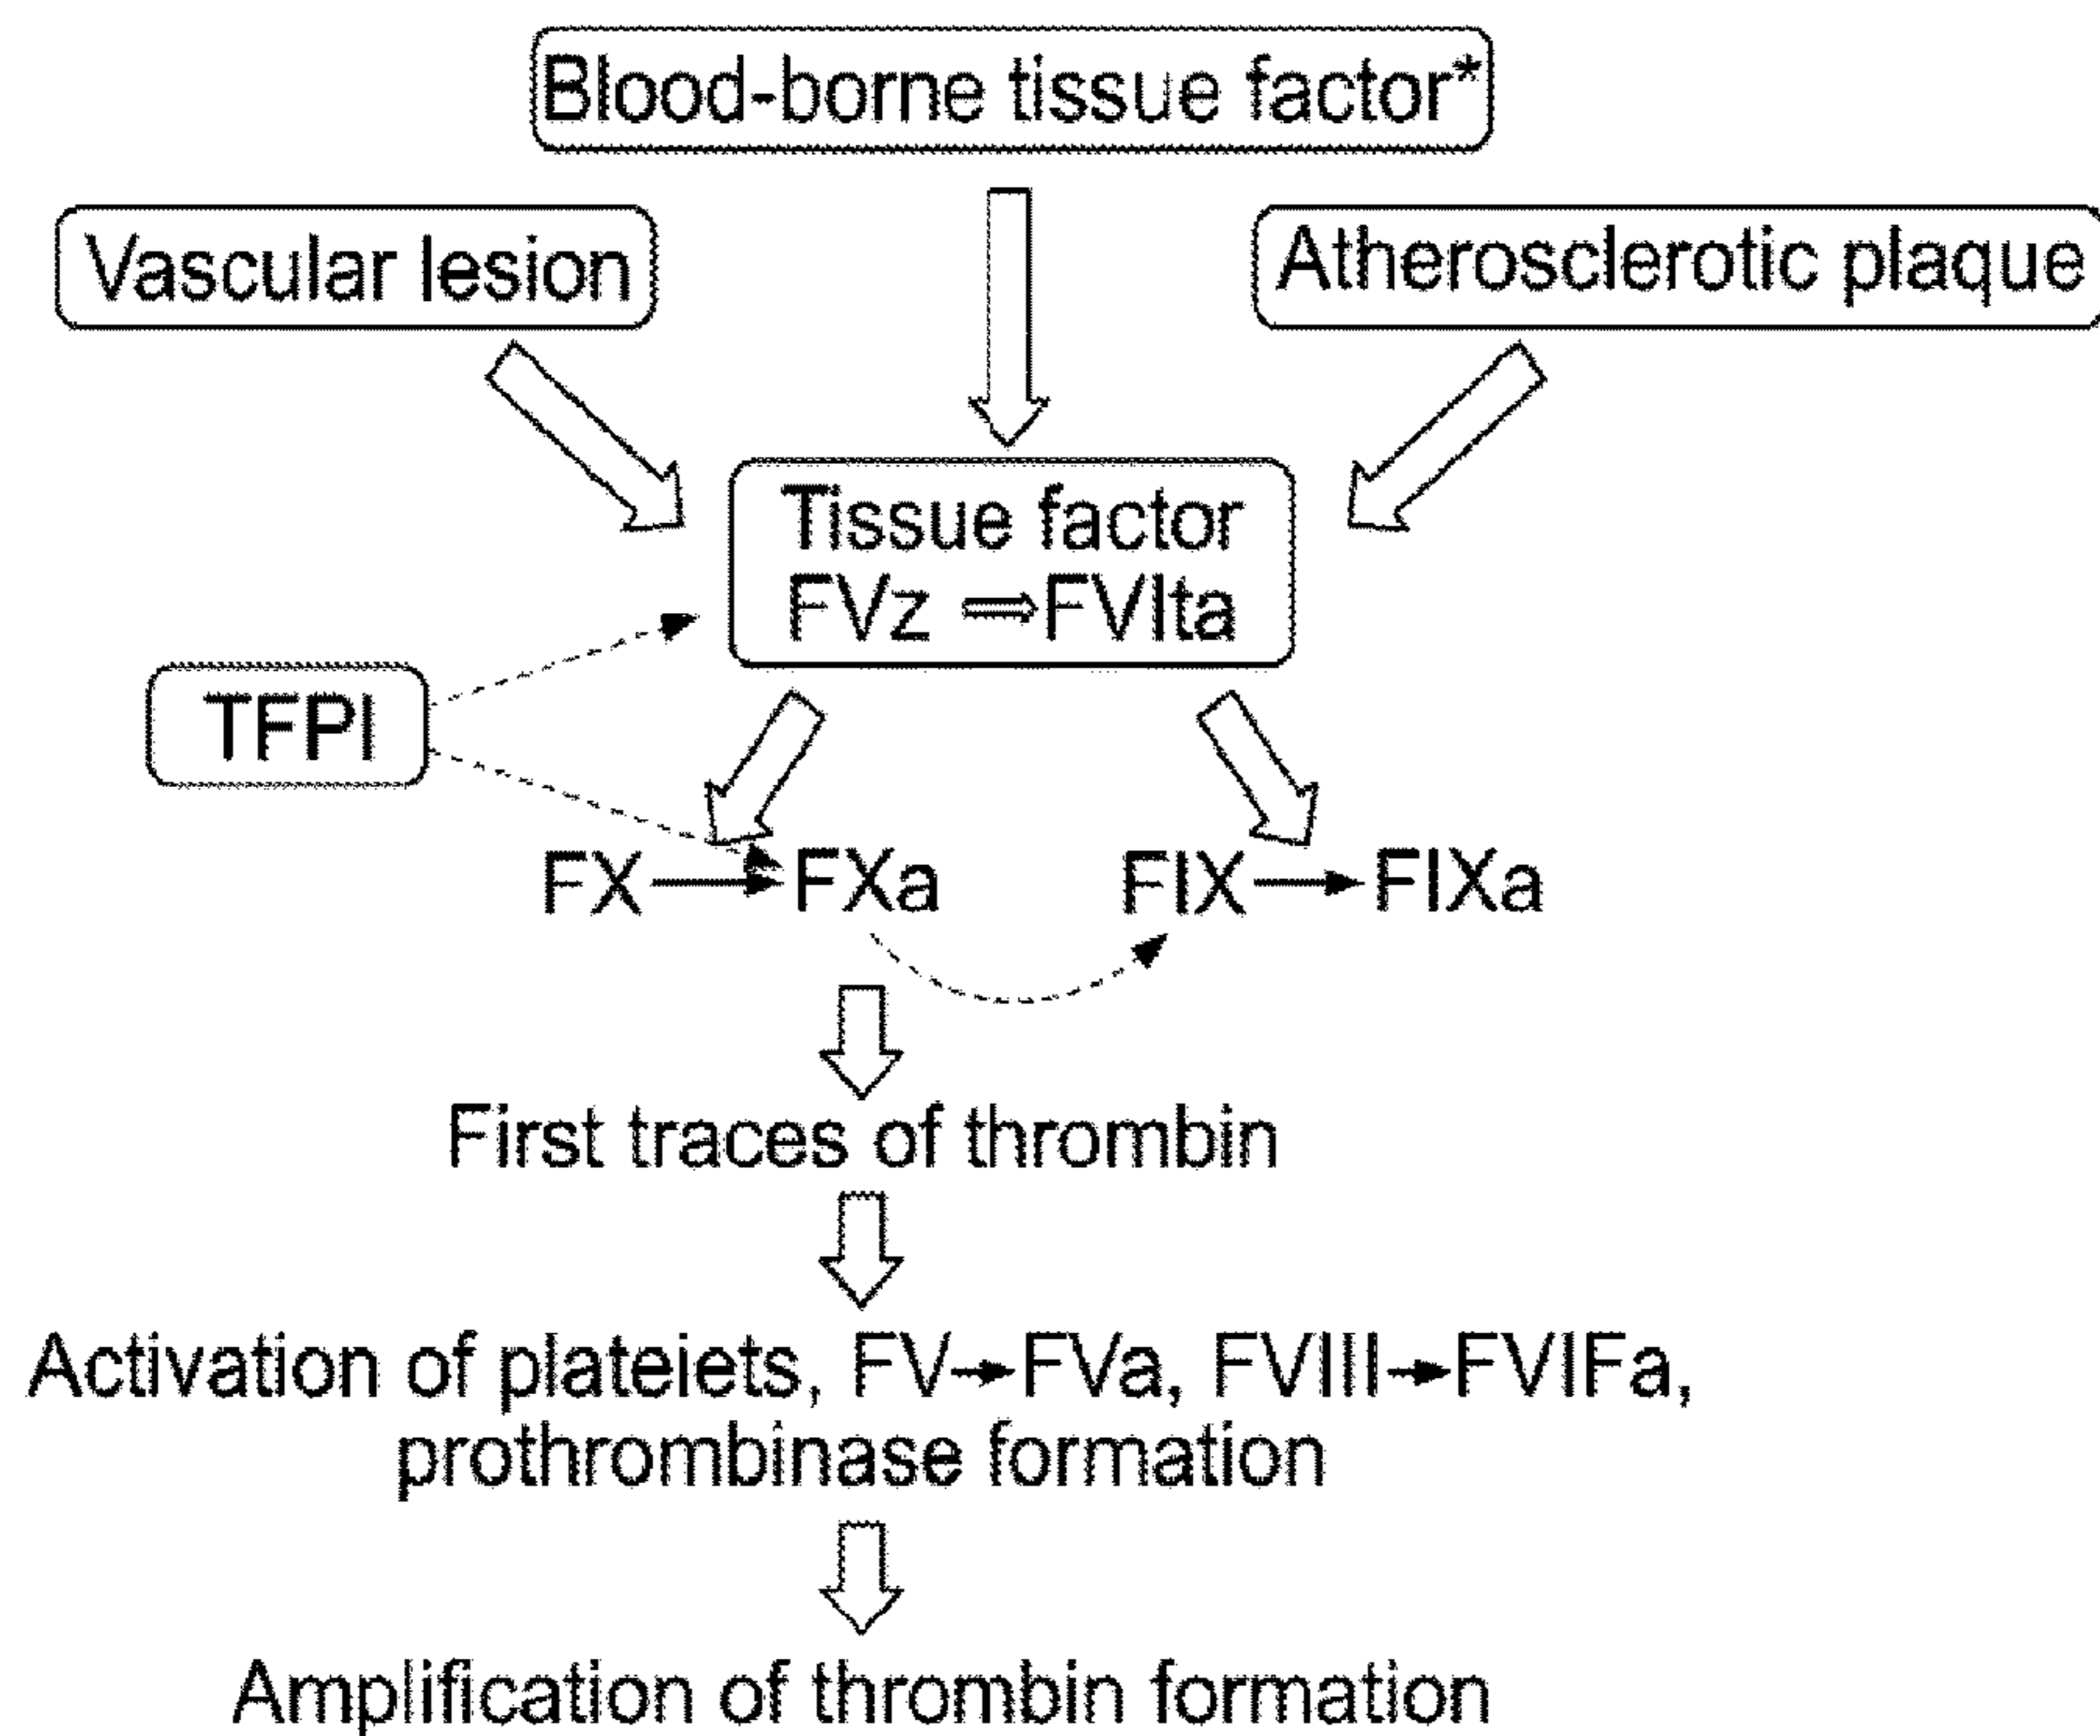 Blood-borne tissue factor*
Vascular lesion
Atherosclerotic plaque
Tissue factor
FVz ⇒ FVIta
TFPI
FX → FXa FIX → FIXa
First traces of thrombin
Activation of plateiets, FV→FVa, FVIII→FVIFa,
prothrombinase formation
Amplification of thrombin formation